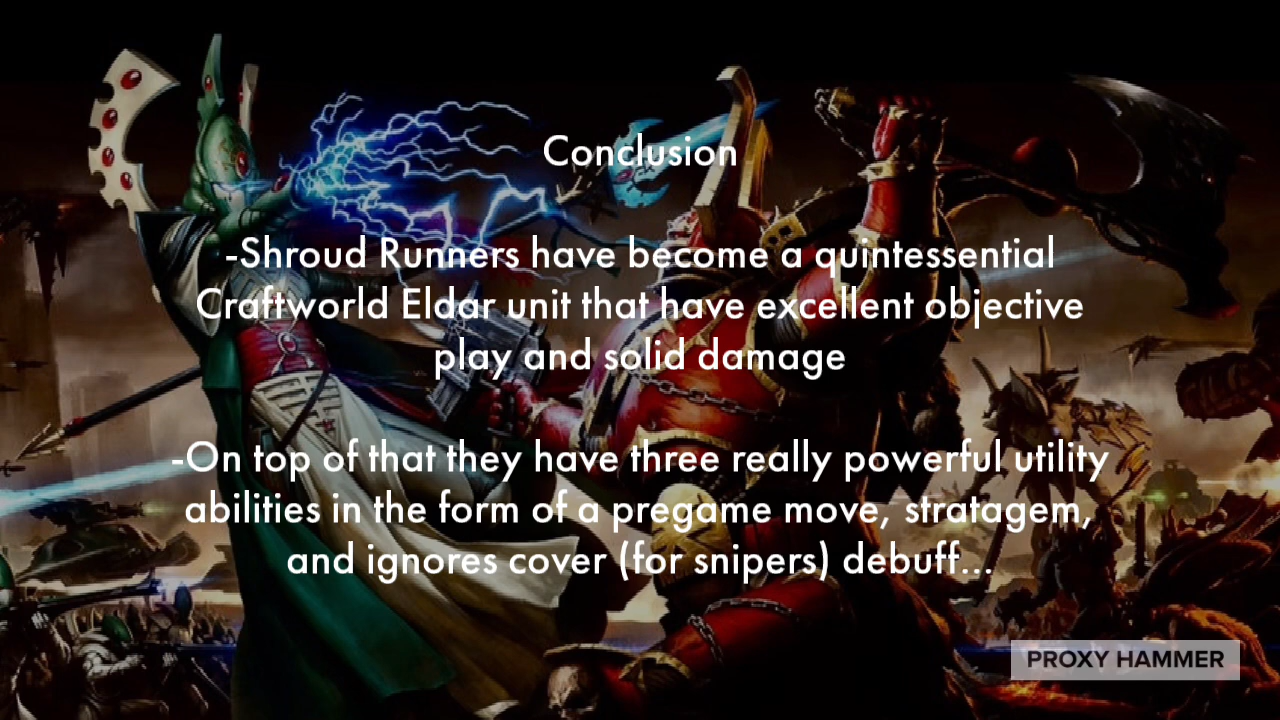 Conclusion
-Shroud Runners have become a quintessential
Craftworld Eldar unit that have excellent objective
play and solid damage
-On top of that they have three really powerful utility
abilities in the form of a pregame move, stratagem,
and ignores cover (for snipers) debuff...
PROXY HAMMER